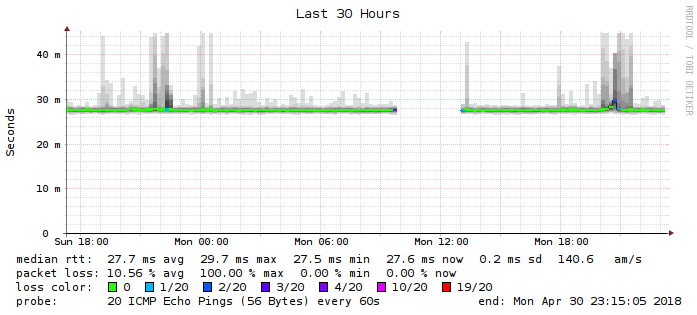 Last 30 Hours
RRDTOOL / TOBI OETIKER
Seconds
40 m
30 m
20 m
10 m
0
Sun 18:00 Mon 00:00 Mon 06:00 Mon 12:00 Mon 18:00
median rtt: 27.7 ms avg 29.7 ms max 27.5 ms min 27.6 ms now 0.2 ms sd 140.6 am/s
packet loss: 10.56 % avg 100.00 % max 0.00 % min 0.00 % now
loss color: 0 1/20 2/20 3/20 4/20 10/20 19/20
probe: 20 ICMP Echo Pings (56 Bytes) every 60s end: Mon Apr 30 23:15:05 2018